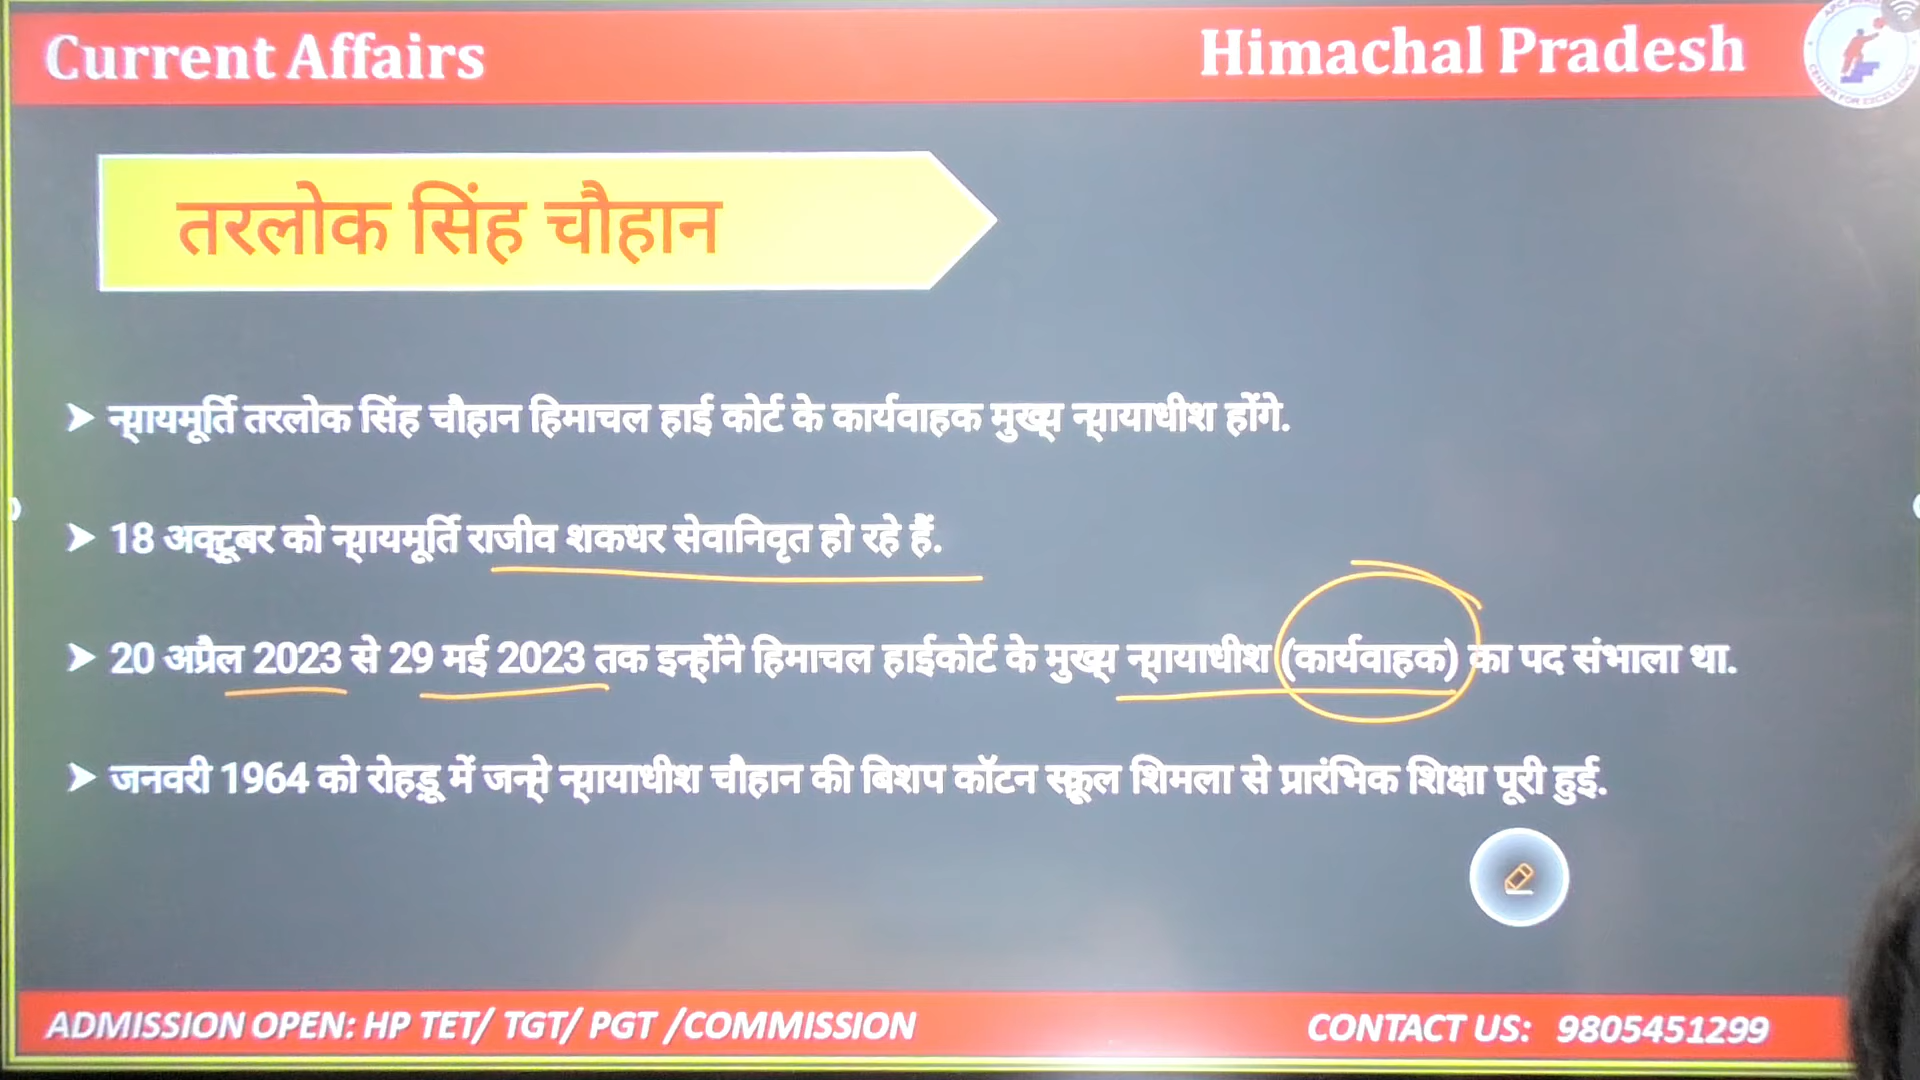 Current Affairs
Himachal Pradesh
तरलोक सिंह चौहान
➤ न्यायमूर्ति तरलोक सिंह चौहान हिमाचल हाई कोर्ट के कार्यवाहक मुख्य न्यायाधीश होंगे.
➤ 18 अक्टूबर को न्यायमूर्ति राजीव शकधर सेवानिवृत हो रहे हैं.
➤ 20 अप्रैल 2023 से 29 मई 2023 तक इन्होंने हिमाचल हाईकोर्ट के मुख्य न्यायाधीश (कार्यवाहक) का पद संभाला था.
➤ जनवरी 1964 को रोहड़ू में जन्मे न्यायाधीश चौहान की बिशप कॉटन स्कूल शिमला से प्रारंभिक शिक्षा पूरी हुई.
ADMISSION OPEN: HP TET/ TGT/ PGT /COMMISSION
CONTACT US: 9805451299